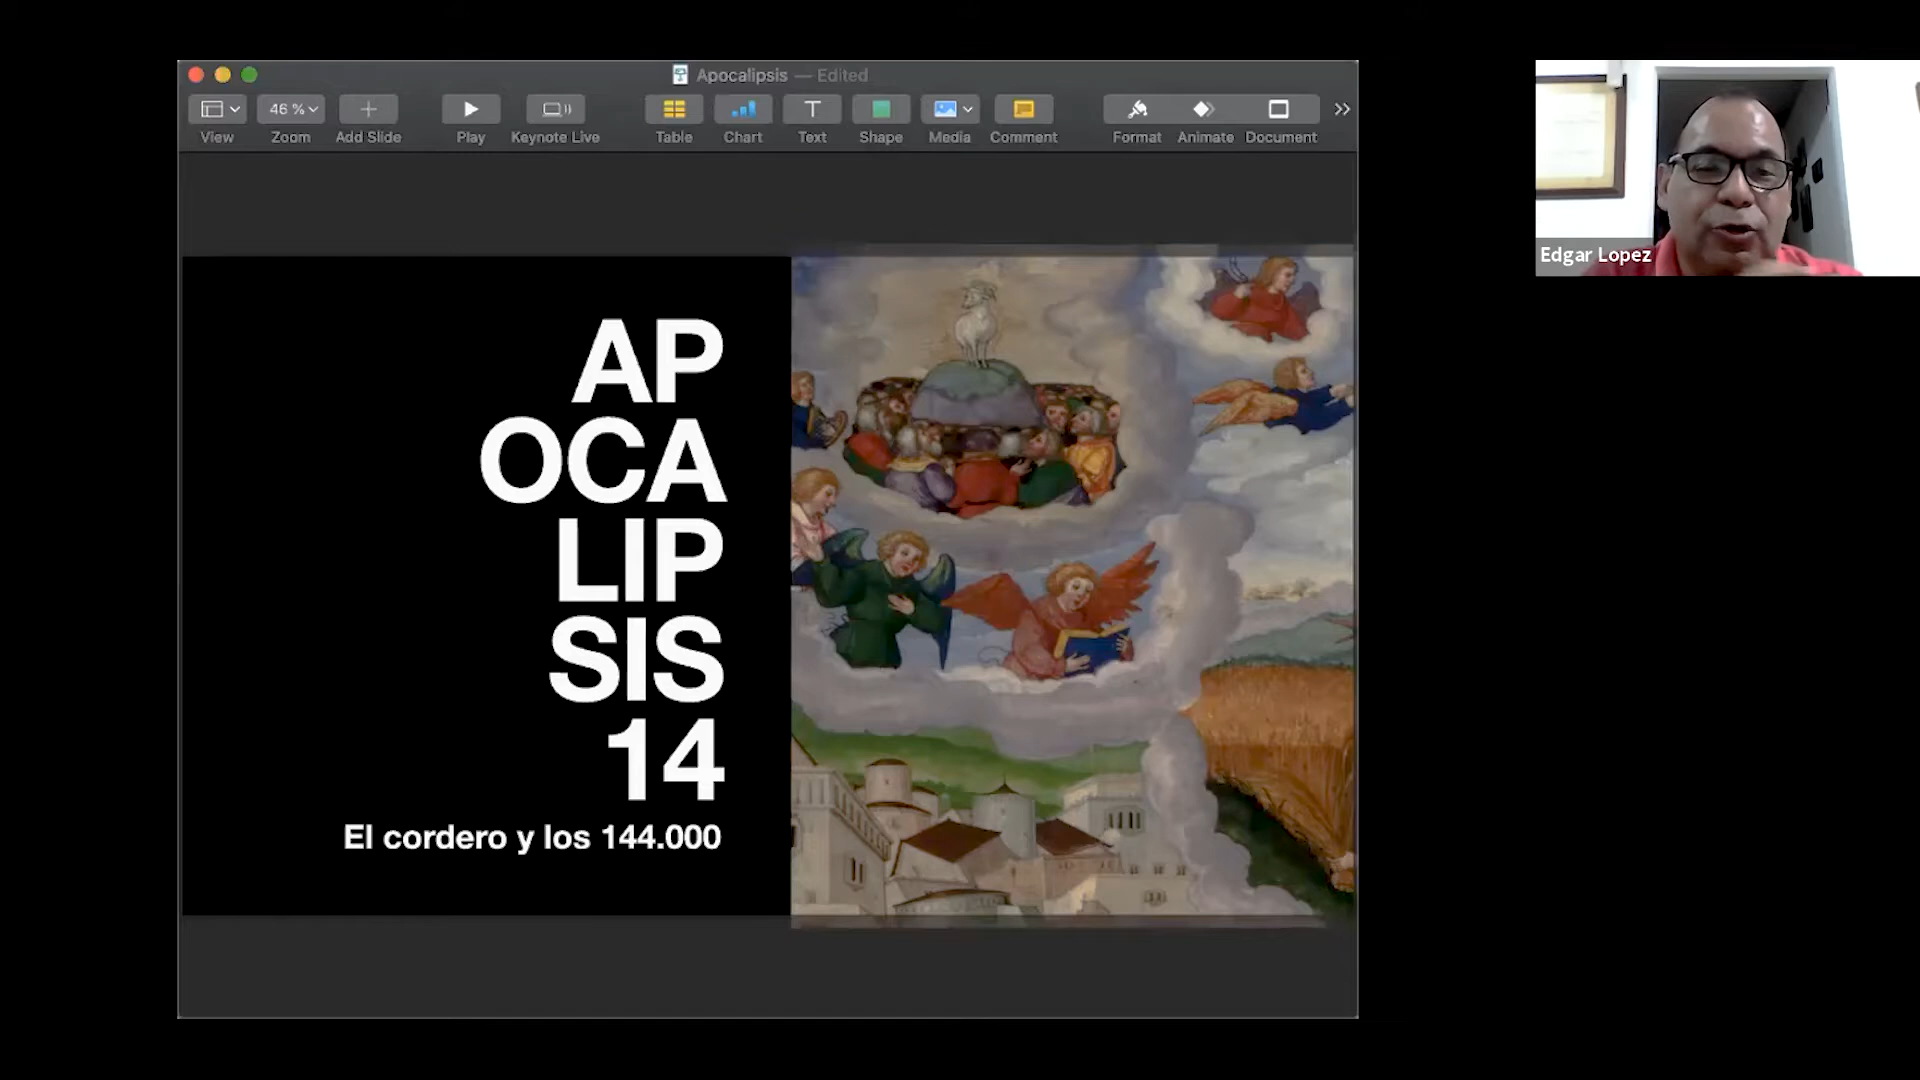 Apocalipsis — Edited
46 %
View
Zoom
Add Slide
Play
Keynote Live
Table
Chart
Text
Shape
Media
Comment
Format
Animate
Document
AP
OCA
LIP
SIS
14
El cordero y los 144.000
Edgar Lopez